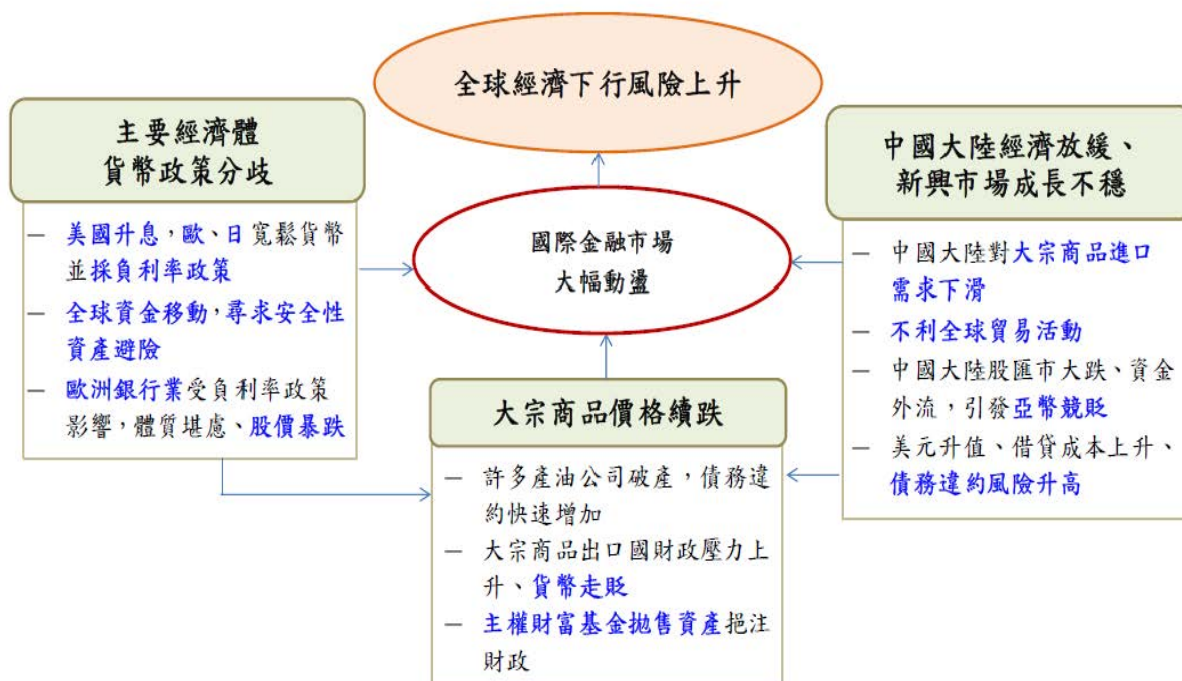 全球經濟下行風險上升
主要經濟體
貨幣政策分歧
— 美國升息，歐、日寬鬆貨幣
並採負利率政策
— 全球資金移動，尋求安全性
資產避險
— 歐洲銀行業受負利率政策
影響，體質堪慮、股價暴跌
國際金融市場
大幅動盪
中國大陸經濟放緩、
新興市場成長不穩
— 中國大陸對大宗商品進口
需求下滑
— 不利全球貿易活動
— 中國大陸股匯市大跌、資金
外流，引發亞幣競貶
— 美元升值、借貸成本上升、
債務違約風險升高
大宗商品價格續跌
— 許多產油公司破產，債務違
約快速增加
— 大宗商品出口國財政壓力上
升、貨幣走貶
— 主權財富基金拋售資產挹注
財政